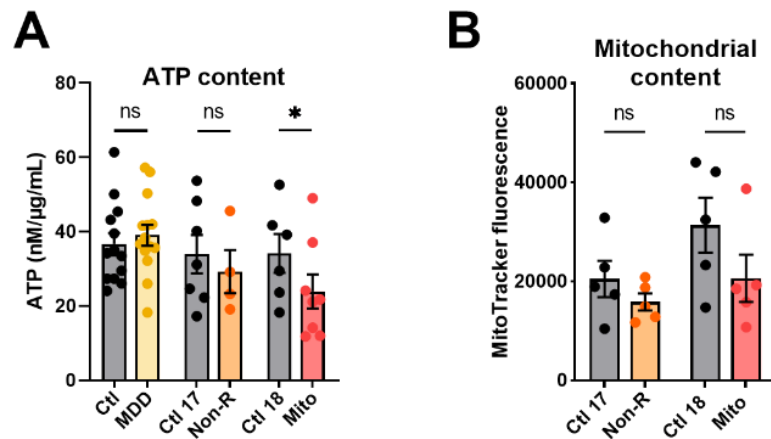 A
ATP content
ns
ns
*
ATP (nM/µg/mL)
80
60
40
20
0
Ctl
MDD
Ctl 17
Non-R
Ctl 18
Mito
B
Mitochondrial
content
ns
ns
MitoTracker fluorescence
60000
40000
20000
0
Ctl 17
Non-R
Ctl 18
Mito